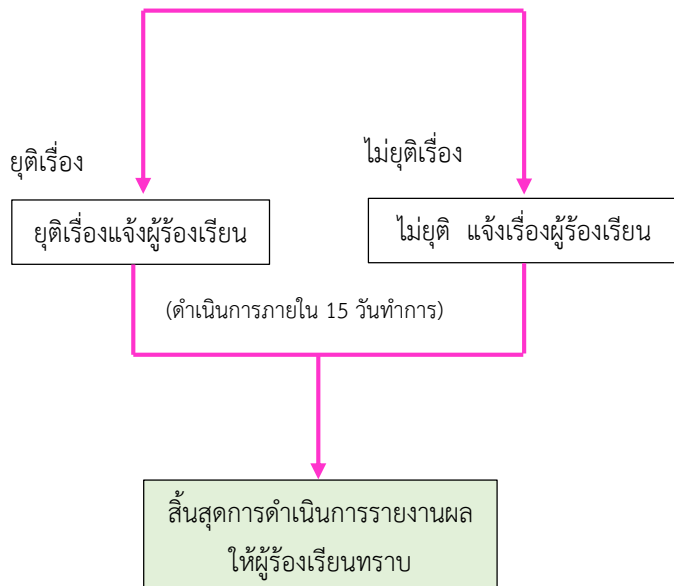 ยุติเรื่อง
ไม่ยุติเรื่อง
ยุติเรื่องแจ้งผู้ร้องเรียน
ไม่ยุติ แจ้งเรื่องผู้ร้องเรียน
(ดำเนินการภายใน 15 วันทำการ)
สิ้นสุดการดำเนินการรายงานผล
ให้ผู้ร้องเรียนทราบ